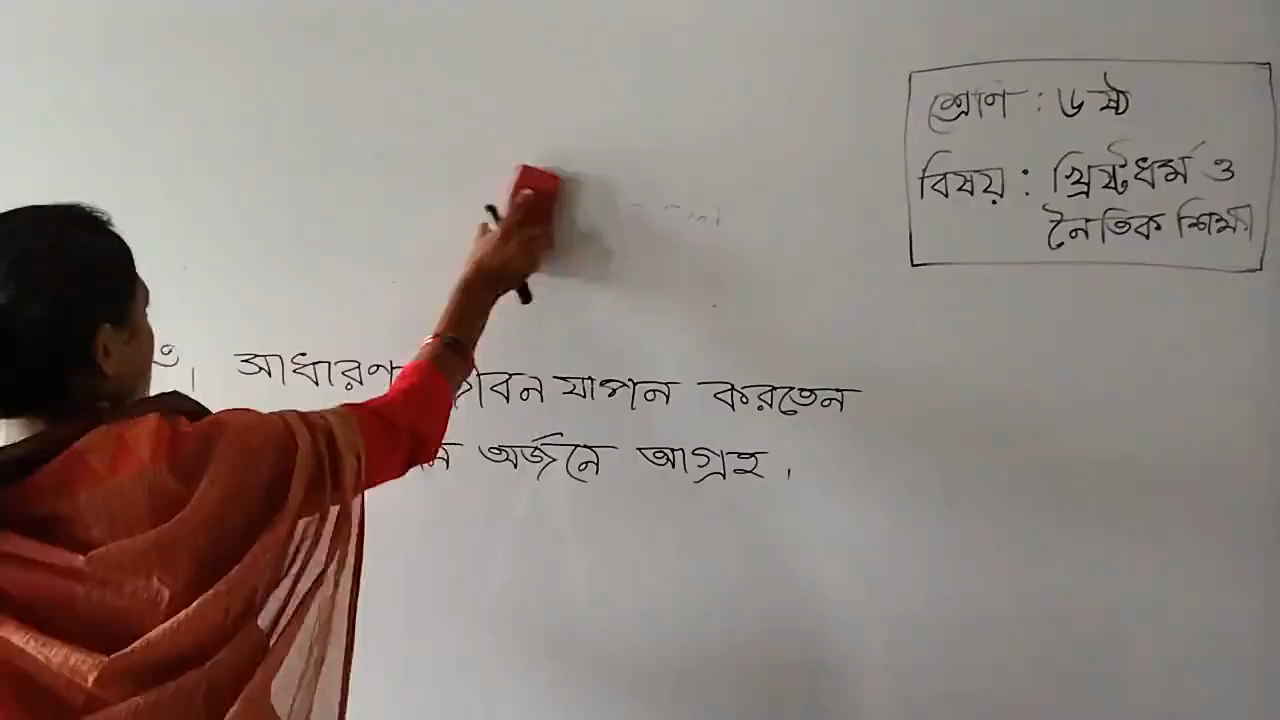 শ্রেণি : ৬ষ্ঠ
বিষয় : খ্রিষ্টধর্ম ও
নৈতিক শিক্ষা
সাধারণ জীবন যাপন করতেন
অর্জনে আগ্রহ ।